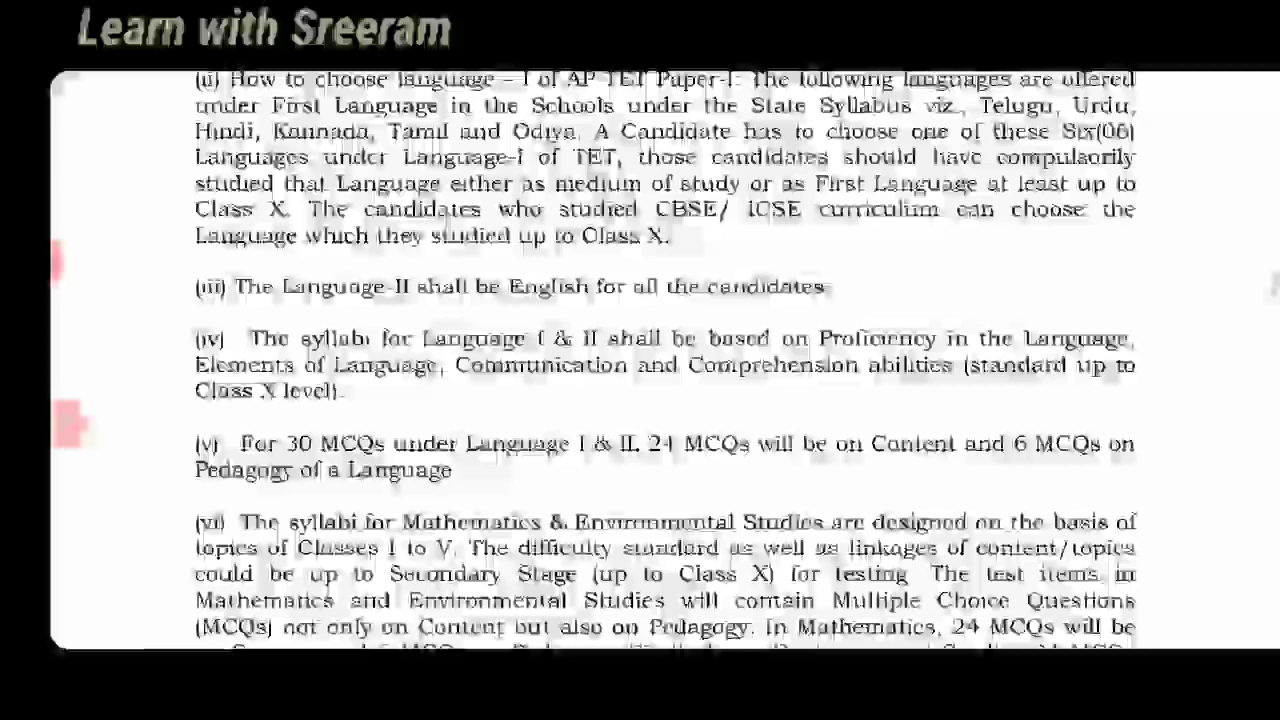 Learn with Sreeram
(ii) How to choose language – I of AP TET Paper-I: The following languages are offered
under First Language in the Schools under the State Syllabus viz., Telugu, Urdu,
Hindi, Kannada, Tamil and Odiya. A Candidate has to choose one of these Six(06)
Languages under Language-I of TET, those candidates should have compulsorily
studied that Language either as medium of study or as First Language at least up to
Class X. The candidates who studied CBSE/ ICSE curriculum can choose the
Language which they studied up to Class X.
(iii) The Language-II shall be English for all the candidates.
(iv) The syllabi for Language I & II shall be based on Proficiency in the Language,
Elements of Language, Communication and Comprehension abilities (standard up to
Class X level).
(v) For 30 MCQs under Language I & II, 24 MCQs will be on Content and 6 MCQs on
Pedagogy of a Language
(vi) The syllabi for Mathematics & Environmental Studies are designed on the basis of
topics of Classes I to V. The difficulty standard as well as linkages of content/topics
could be up to Secondary Stage (up to Class X) for testing The test items in
Mathematics and Environmental Studies will contain Multiple Choice Questions
(MCQs) not only on Content but also on Pedagogy. In Mathematics, 24 MCQs will be